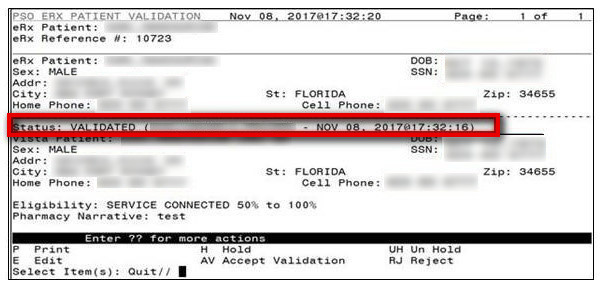 PSO ERX PATIENT VALIDATION Nov 08, 2017@17:32:20 Page: 1 of 1
eRx Patient:
eRx Reference #: 10723
eRx Patient: DOB:
Sex: MALE SSN:
Addr:
City: St: FLORIDA Zip: 34655
Home Phone: Cell Phone:
Status: VALIDATED ( - NOV 08, 2017@17:32:16)
Vista Patient: DOB:
Sex: MALE SSN:
Addr:
City: St: FLORIDA Zip: 34655
Home Phone: Cell Phone:
Eligibility: SERVICE CONNECTED 50% to 100%
Pharmacy Narrative: test
Enter ?? for more actions
P Print H Hold UH Un Hold
E Edit AV Accept Validation RJ Reject
Select Item(s): Quit//